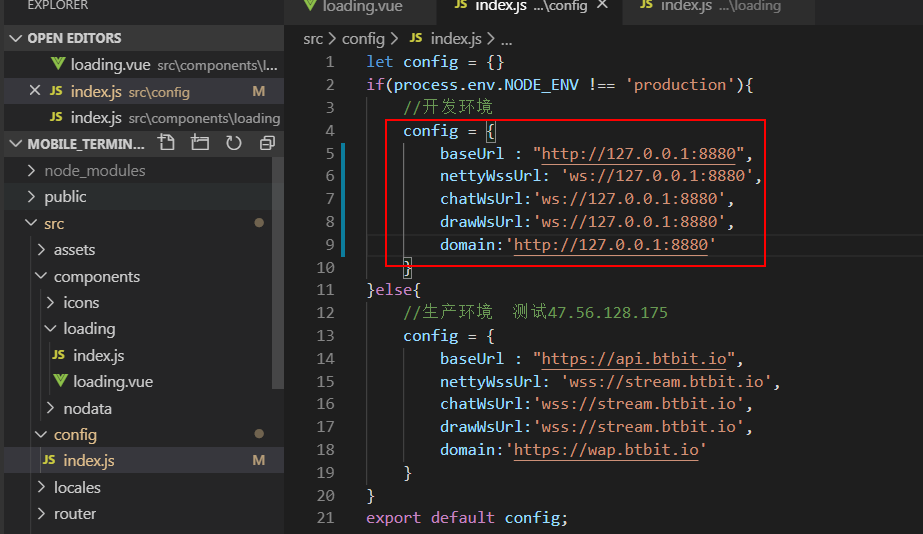 EXPLORER
OPEN EDITORS
loading.vue src\components\l...
index.js src\config M
index.js src\components\loading
MOBILE_TERMIN...
node_modules
public
src
assets
components
icons
loading
index.js
loading.vue
nodata
config
index.js M
locales
router
loading.vue
JS index.js ...\config
JS index.js ...\loading
src > config > JS index.js > ...
1 let config = {}
2 if(process.env.NODE_ENV !== 'production'){
3 //开发环境
4 config = {
5 baseUrl : "http://127.0.0.1:8880",
6 nettyWssUrl: 'ws://127.0.0.1:8880',
7 chatWsUrl:'ws://127.0.0.1:8880',
8 drawWsUrl:'ws://127.0.0.1:8880',
9 domain:'http://127.0.0.1:8880'
10 }
11 }else{
12 //生产环境 测试47.56.128.175
13 config = {
14 baseUrl : "https://api.btbit.io",
15 nettyWssUrl: 'wss://stream.btbit.io',
16 chatWsUrl:'wss://stream.btbit.io',
17 drawWsUrl:'wss://stream.btbit.io',
18 domain:'https://wap.btbit.io'
19 }
20 }
21 export default config;